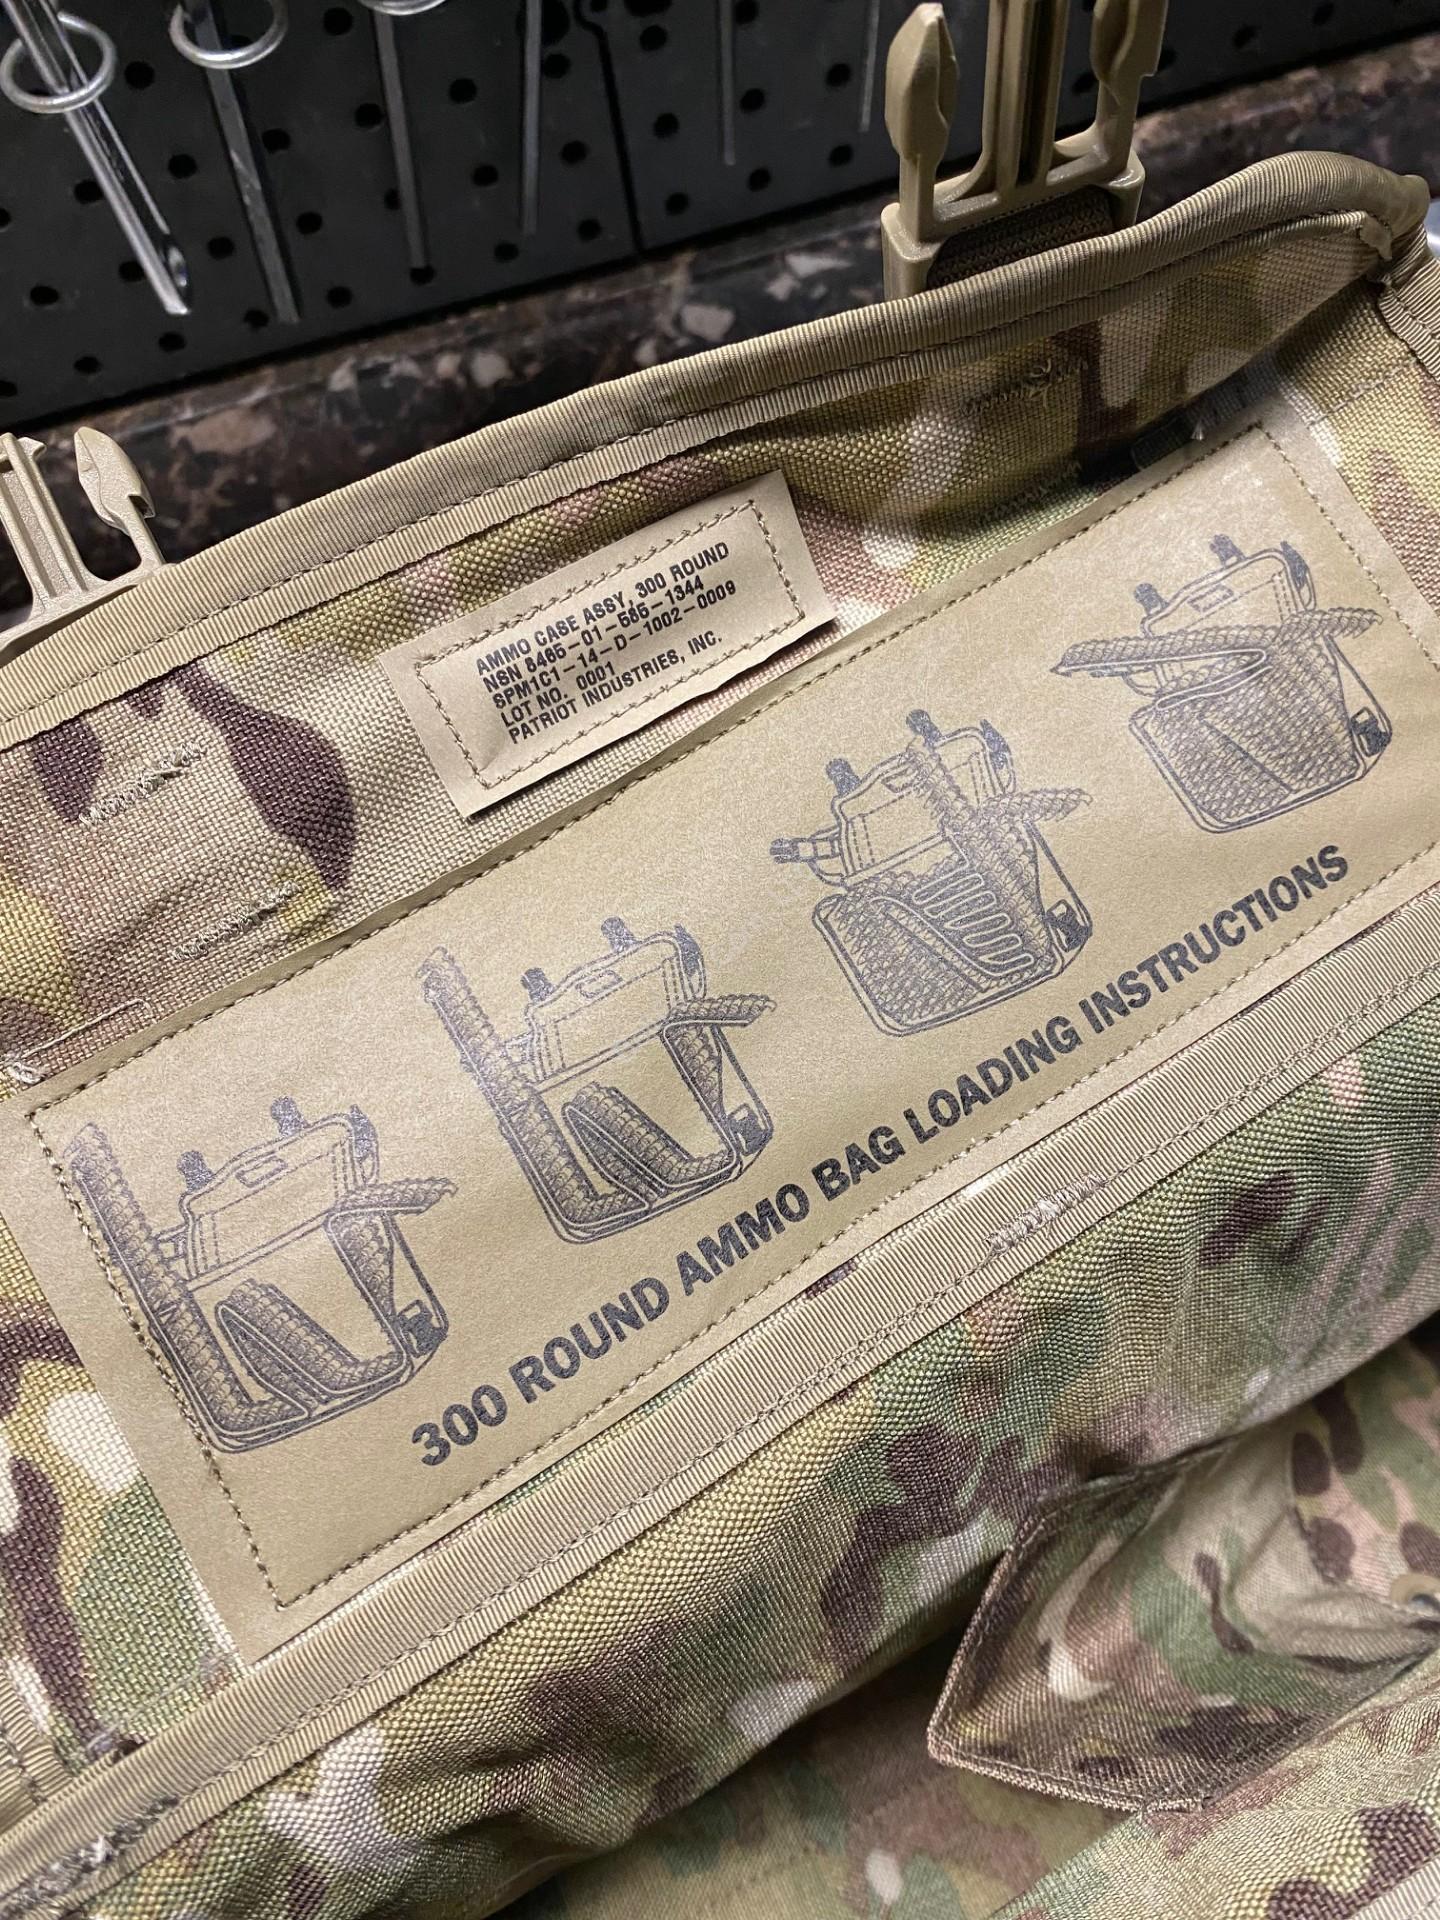 AMMO CASE ASSY, 300 ROUND
NSN 8465-01-585-1344
SPM1C1-14-D-1002-0009
LOT NO. 0001
PATRIOT INDUSTRIES, INC.
300 ROUND AMMO BAG LOADING INSTRUCTIONS